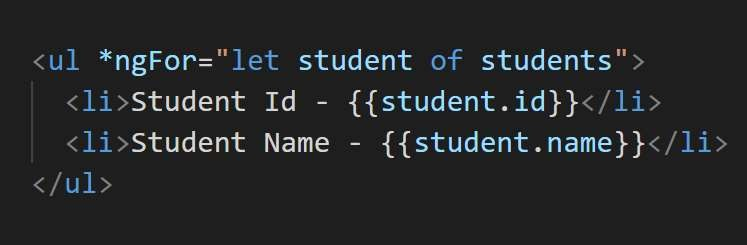 <ul *ngFor="let student of students">
<li>Student Id - {{student.id}}</li>
<li>Student Name - {{student.name}}</li>
</ul>